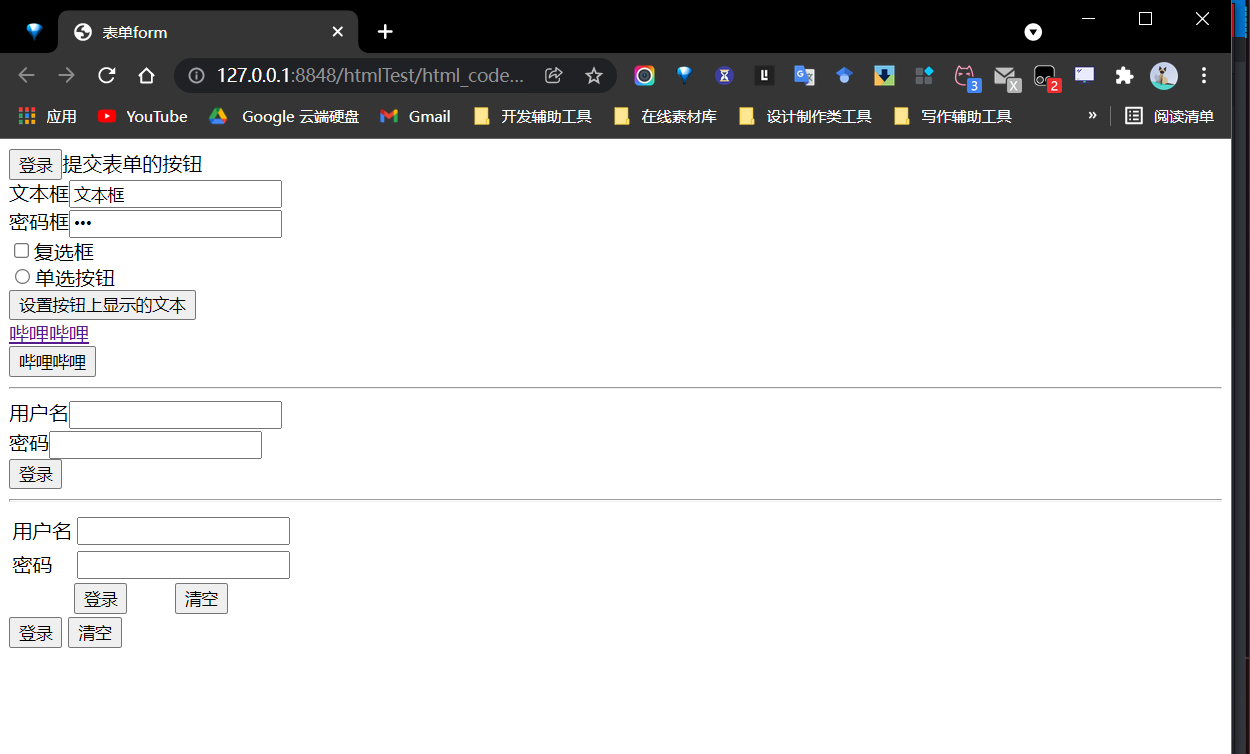 表单form
127.0.0.1:8848/htmlTest/html_code...
3 X 2
应用 YouTube Google 云端硬盘 Gmail 开发辅助工具 在线素材库 设计制作类工具 写作辅助工具 » 阅读清单
登录提交表单的按钮
文本框 文本框
密码框 •••
复选框
单选按钮
设置按钮上显示的文本
哔哩哔哩
哔哩哔哩
用户名
密码
登录
用户名
密码
登录 清空
登录 清空